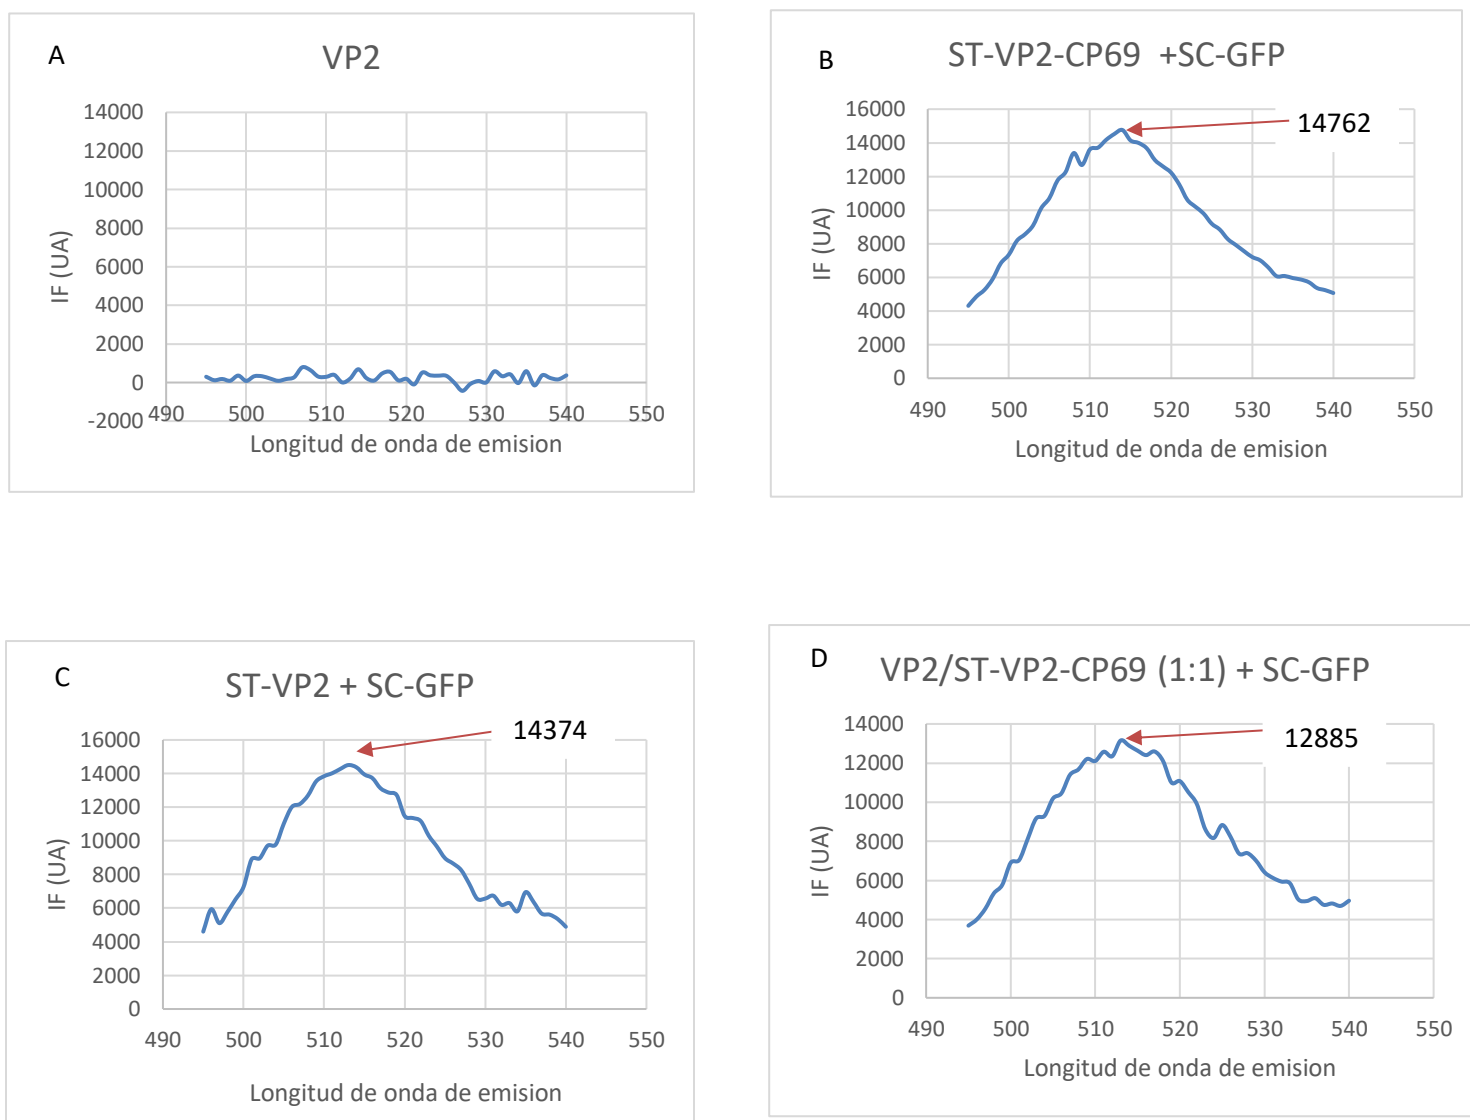 A
VP2
14000
12000
10000
8000
6000
4000
2000
0
-2000
490 500 510 520 530 540 550
IF (UA)
Longitud de onda de emision
B
ST-VP2-CP69 +SC-GFP
14762
16000
14000
12000
10000
8000
6000
4000
2000
0
490 500 510 520 530 540 550
IF (UA)
Longitud de onda de emision
C
ST-VP2 + SC-GFP
14374
16000
14000
12000
10000
8000
6000
4000
2000
0
490 500 510 520 530 540 550
IF (UA)
Longitud de onda de emision
D
VP2/ST-VP2-CP69 (1:1) + SC-GFP
12885
14000
12000
10000
8000
6000
4000
2000
0
490 500 510 520 530 540 550
IF (UA)
Longitud de onda de emision